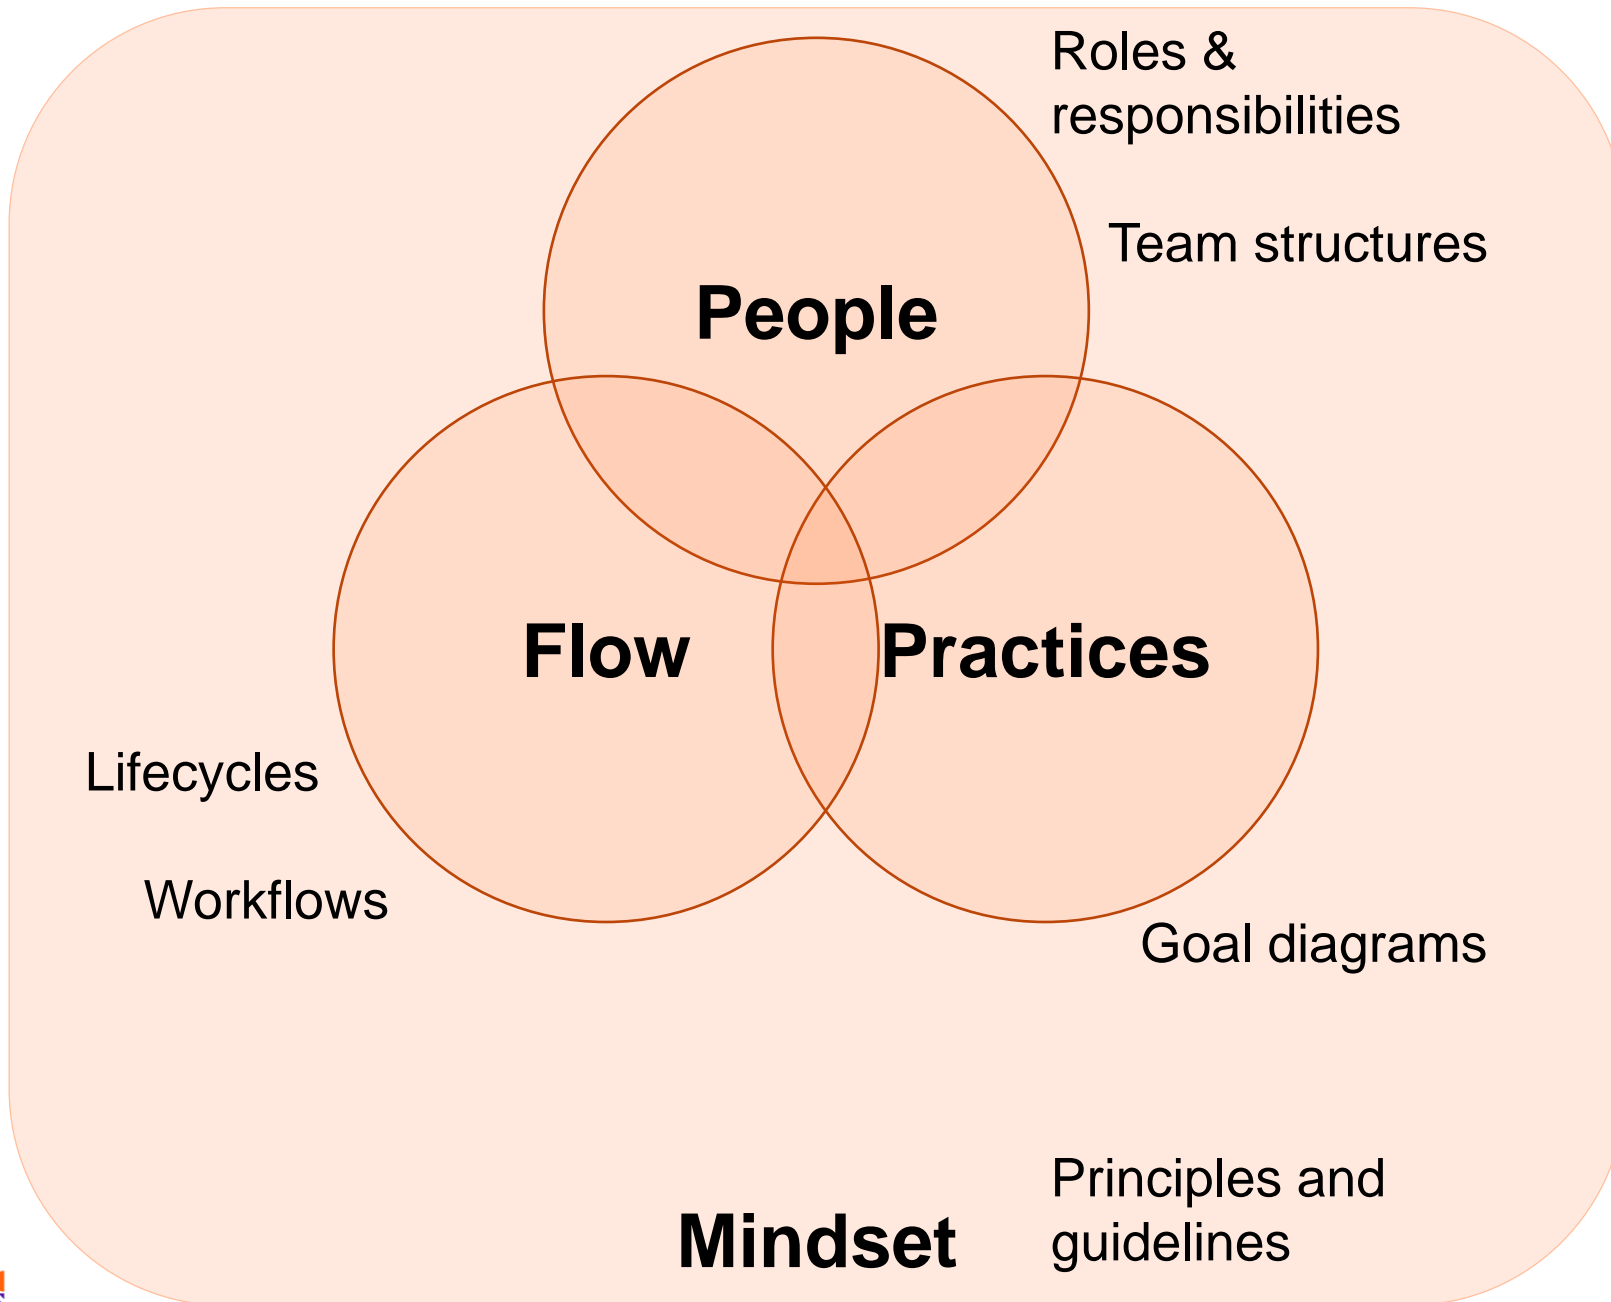 Roles &
responsibilities
Team structures
People
Flow
Practices
Lifecycles
Workflows
Goal diagrams
Principles and
guidelines
Mindset